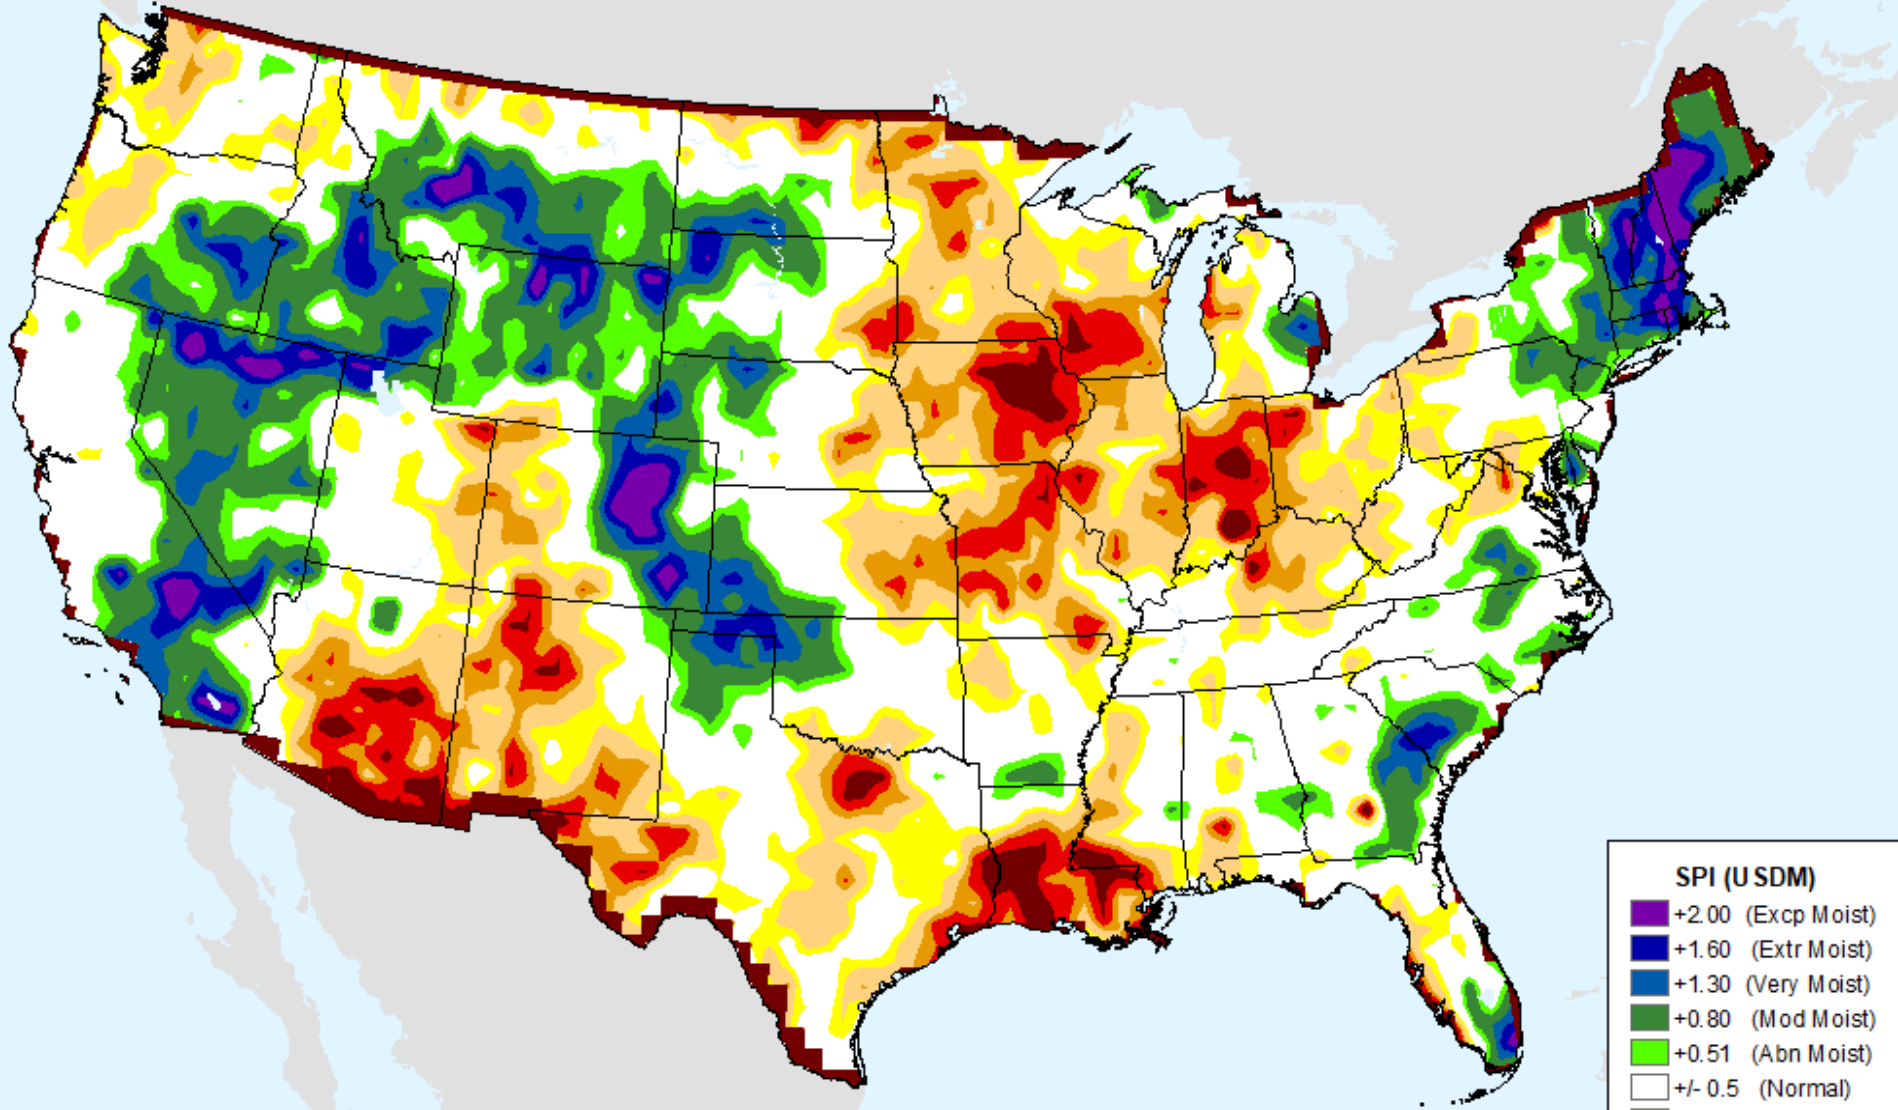 SPI (USDM)
+2.00 (Excp Moist)
+1.60 (Extr Moist)
+1.30 (Very Moist)
+0.80 (Mod Moist)
+0.51 (Abn Moist)
+/- 0.5 (Normal)